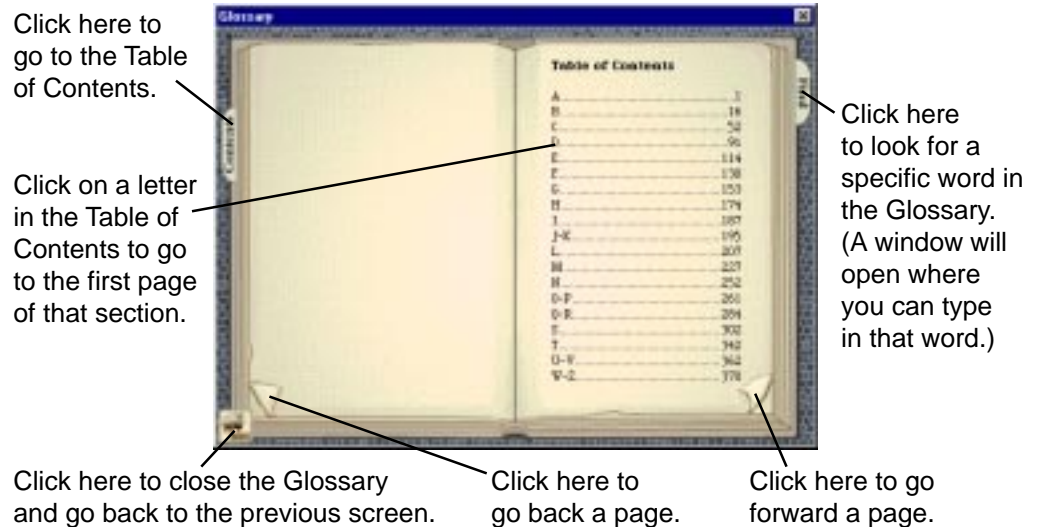 Click here to
go to the Table
of Contents.
Click on a letter
in the Table of
Contents to go
to the first page
of that section.
Glossary
Contents
Table of Contents
A 1
B 16
C 52
D 91
E 114
F 130
G 153
H 174
I 187
J-K 195
L 207
M 227
N 252
O-P 261
Q-R 284
S 302
T 342
U-V 362
W-Z 378
Find
Click here
to look for a
specific word in
the Glossary.
(A window will
open where
you can type
in that word.)
Click here to close the Glossary
and go back to the previous screen.
Click here to
go back a page.
Click here to go
forward a page.